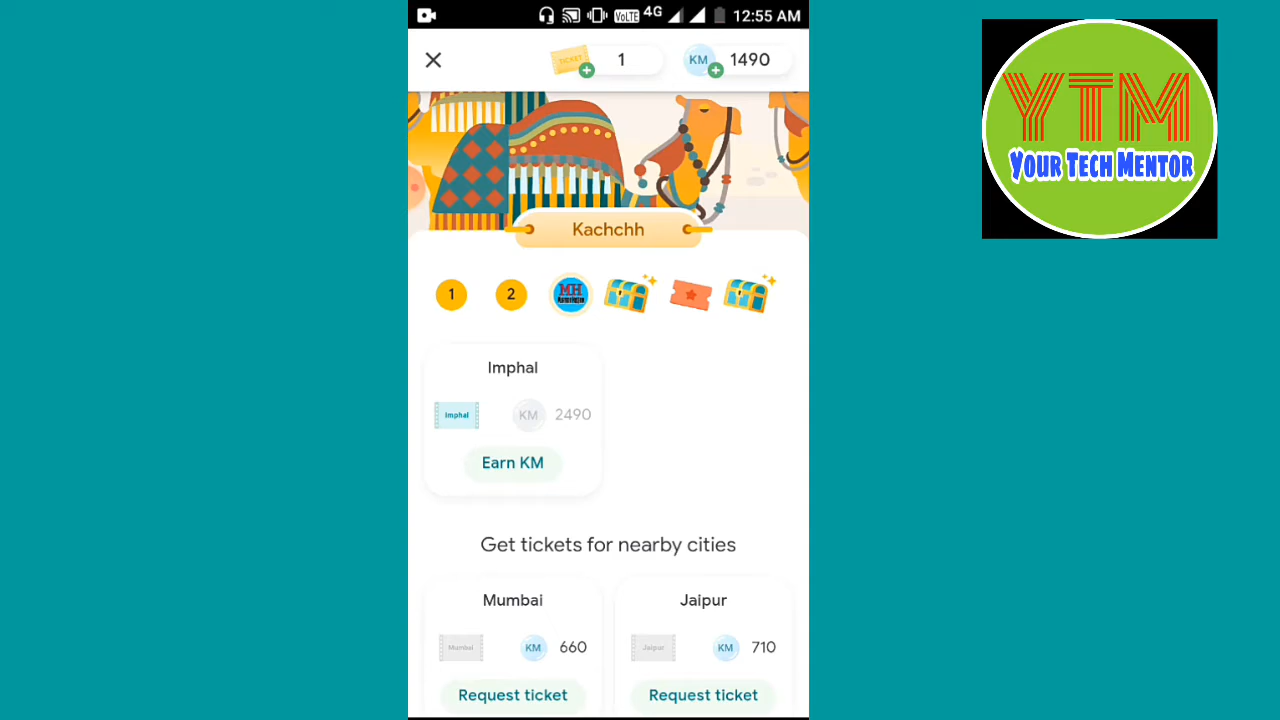 VoLTE 4G 12:55 AM
TICKET 1 KM 1490
YTM
Your Tech Mentor
Kachchh
1 2 MH
Imphal
Imphal KM 2490
Earn KM
Get tickets for nearby cities
Mumbai Jaipur
Mumbai KM 660 Jaipur KM 710
Request ticket Request ticket